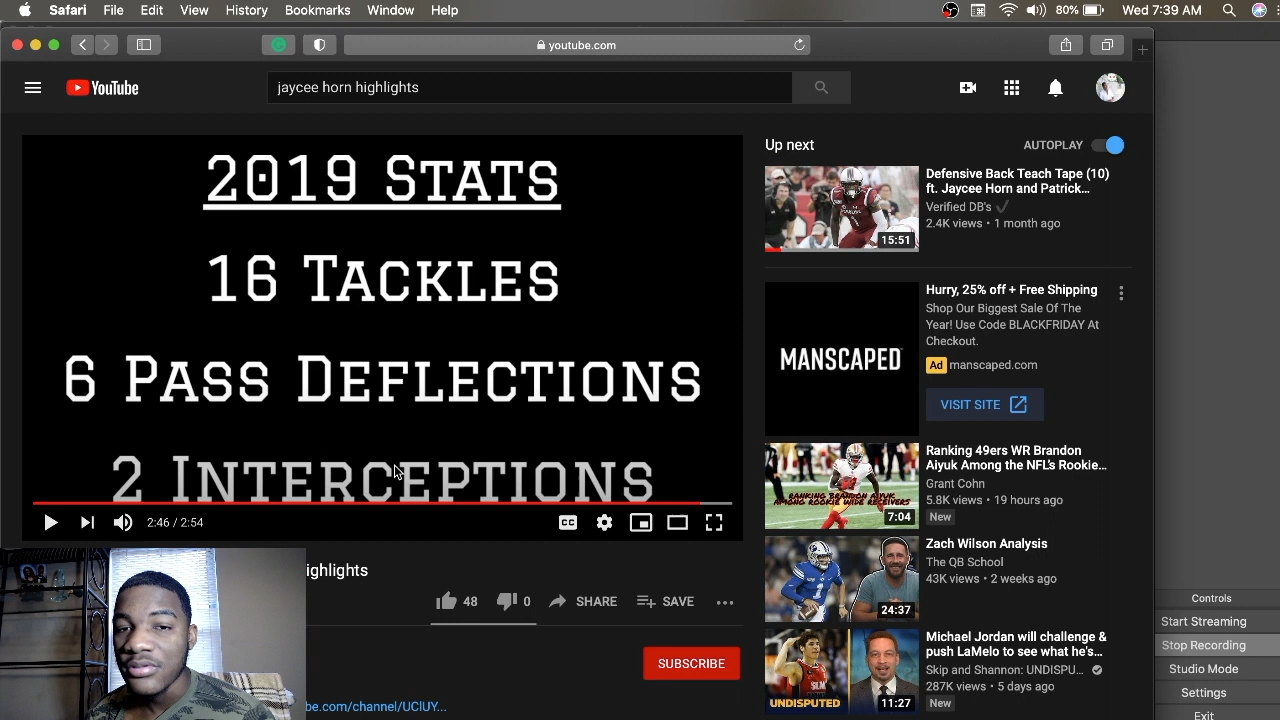 Safari File Edit View History Bookmarks Window Help
80% Wed 7:39 AM
youtube.com
YouTube
jaycee horn highlights
2019 Stats
16 Tackles
6 Pass Deflections
2 Interceptions
2:46 / 2:54
CC
ighlights
48 0 SHARE SAVE
SUBSCRIBE
be.com/channel/UClUY...
Up next
AUTOPLAY
15:51
Defensive Back Teach Tape (10)
ft. Jaycee Horn and Patrick...
Verified DB's ✓
2.4K views • 1 month ago
MANSCAPED
Hurry, 25% off + Free Shipping
Shop Our Biggest Sale Of The
Year! Use Code BLACKFRIDAY At
Checkout.
Ad manscaped.com
VISIT SITE
RANKING BRANDON AIYUK
AMONG ROOKIE WIDE RECEIVERS
7:04
Ranking 49ers WR Brandon
Aiyuk Among the NFL's Rookie...
Grant Cohn
5.8K views • 19 hours ago
New
24:37
Zach Wilson Analysis
The QB School
43K views • 2 weeks ago
UNDISPUTED
11:27
Michael Jordan will challenge &
push LaMelo to see what he's...
Skip and Shannon: UNDISPU...
287K views • 5 days ago
New
Controls
Start Streaming
Stop Recording
Studio Mode
Settings
Exit